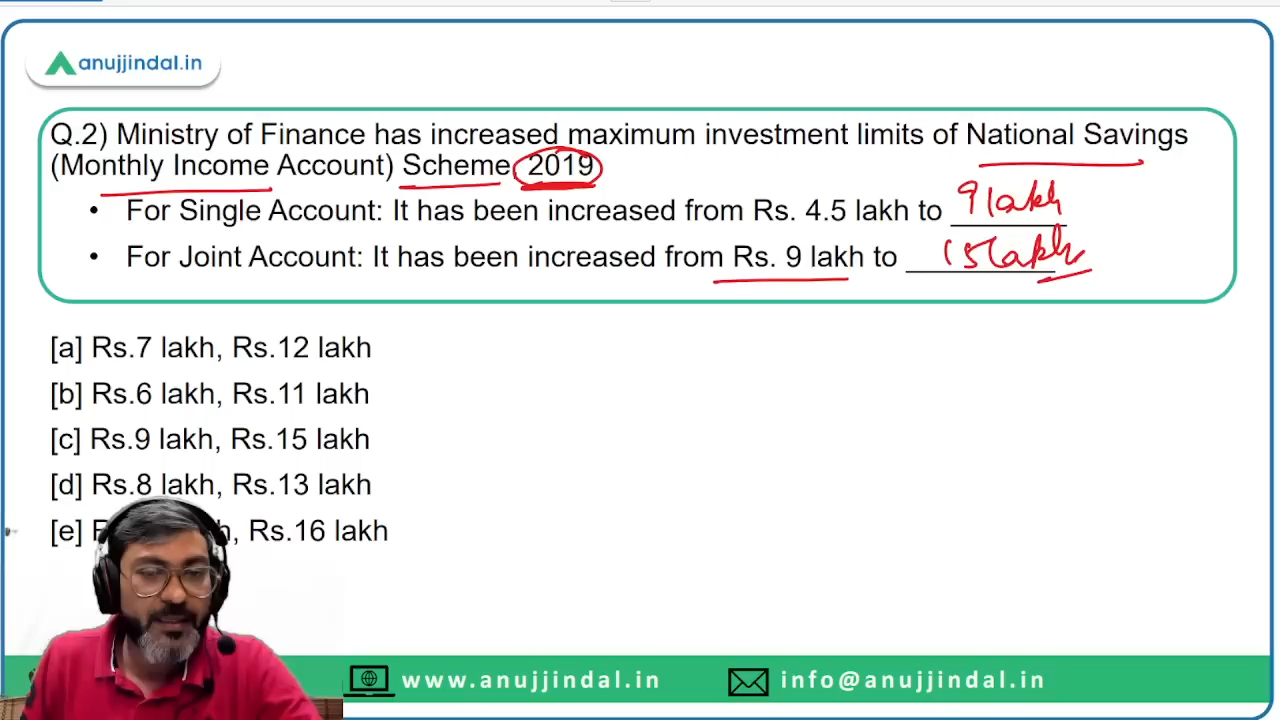 anujjindal.in
Q.2) Ministry of Finance has increased maximum investment limits of National Savings
(Monthly Income Account) Scheme 2019
• For Single Account: It has been increased from Rs. 4.5 lakh to 9 lakh
• For Joint Account: It has been increased from Rs. 9 lakh to 15 lakh
[a] Rs.7 lakh, Rs.12 lakh
[b] Rs.6 lakh, Rs.11 lakh
[c] Rs.9 lakh, Rs.15 lakh
[d] Rs.8 lakh, Rs.13 lakh
[e] Rs.16 lakh
www.anujjindal.in info@anujjindal.in